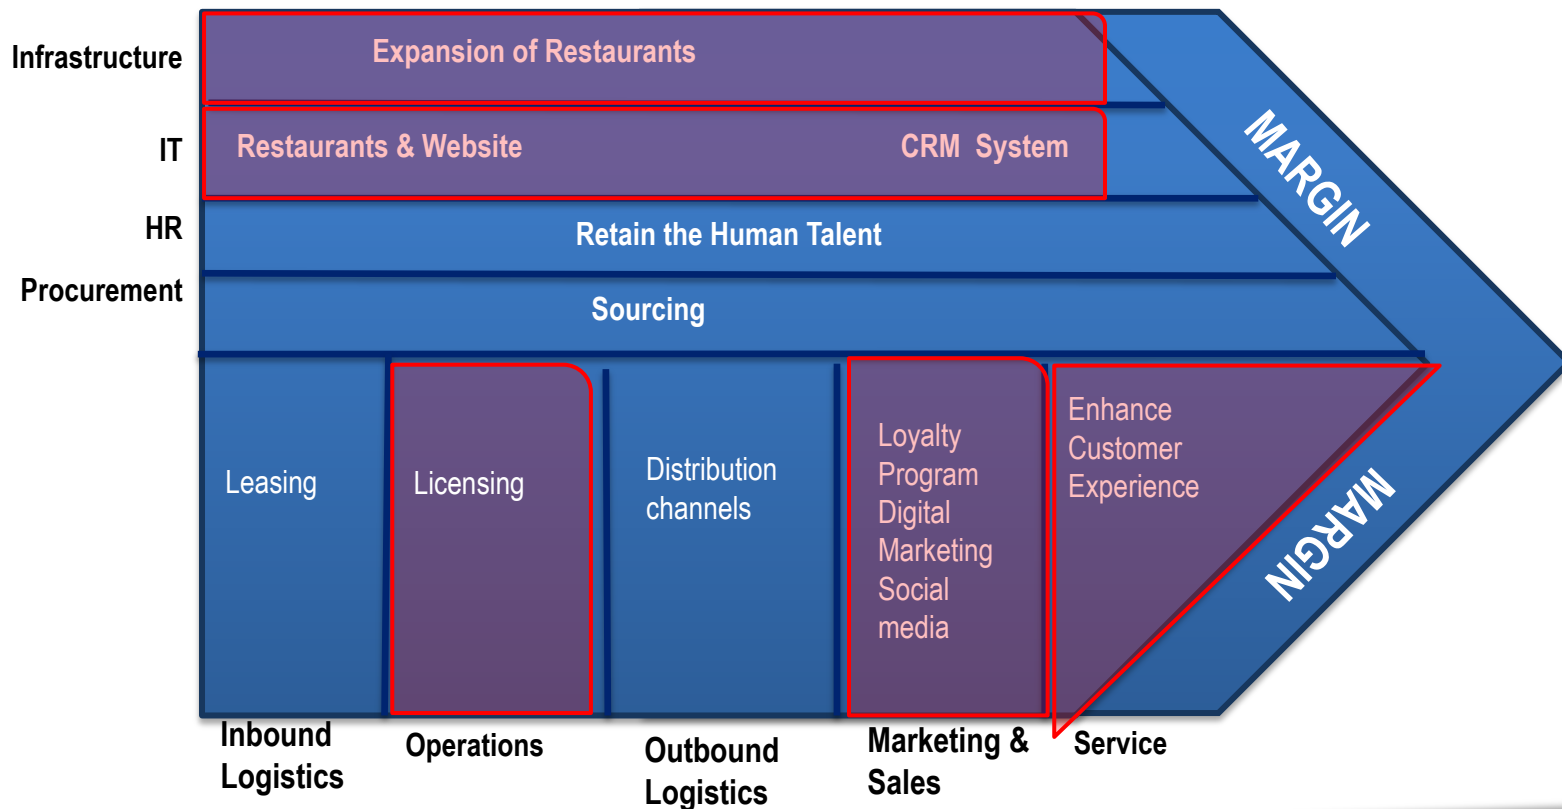 Infrastructure
Expansion of Restaurants
IT
Restaurants & Website
CRM System
HR
Retain the Human Talent
Procurement
Sourcing
MARGIN
Leasing
Licensing
Distribution
channels
Loyalty
Program
Digital
Marketing
Social
media
Enhance
Customer
Experience
MARGIN
Inbound
Logistics
Operations
Outbound
Logistics
Marketing &
Sales
Service